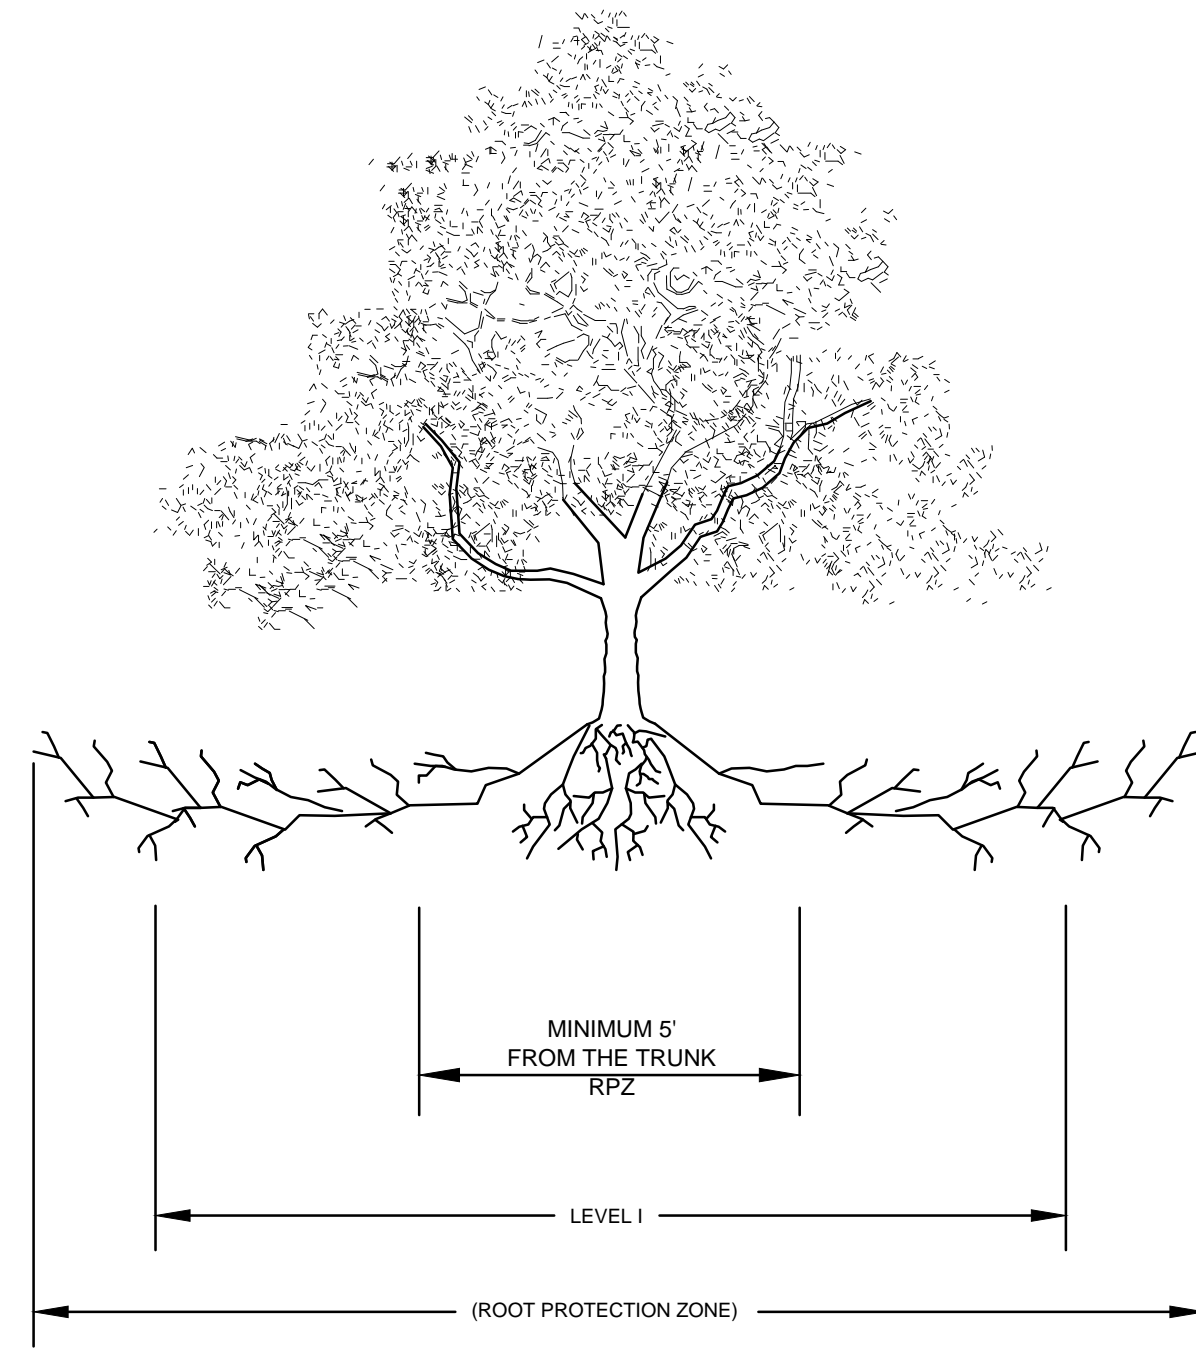 MINIMUM 5'
FROM THE TRUNK
RPZ
LEVEL I
(ROOT PROTECTION ZONE)